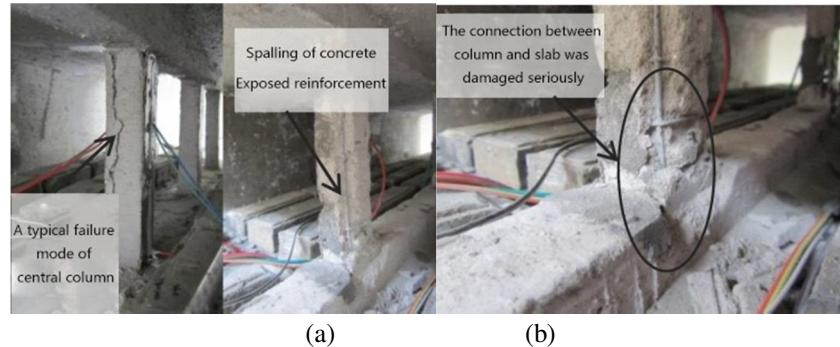 A typical failure
mode of
central column
Spalling of concrete
Exposed reinforcement
The connection between
column and slab was
damaged seriously
(a)
(b)